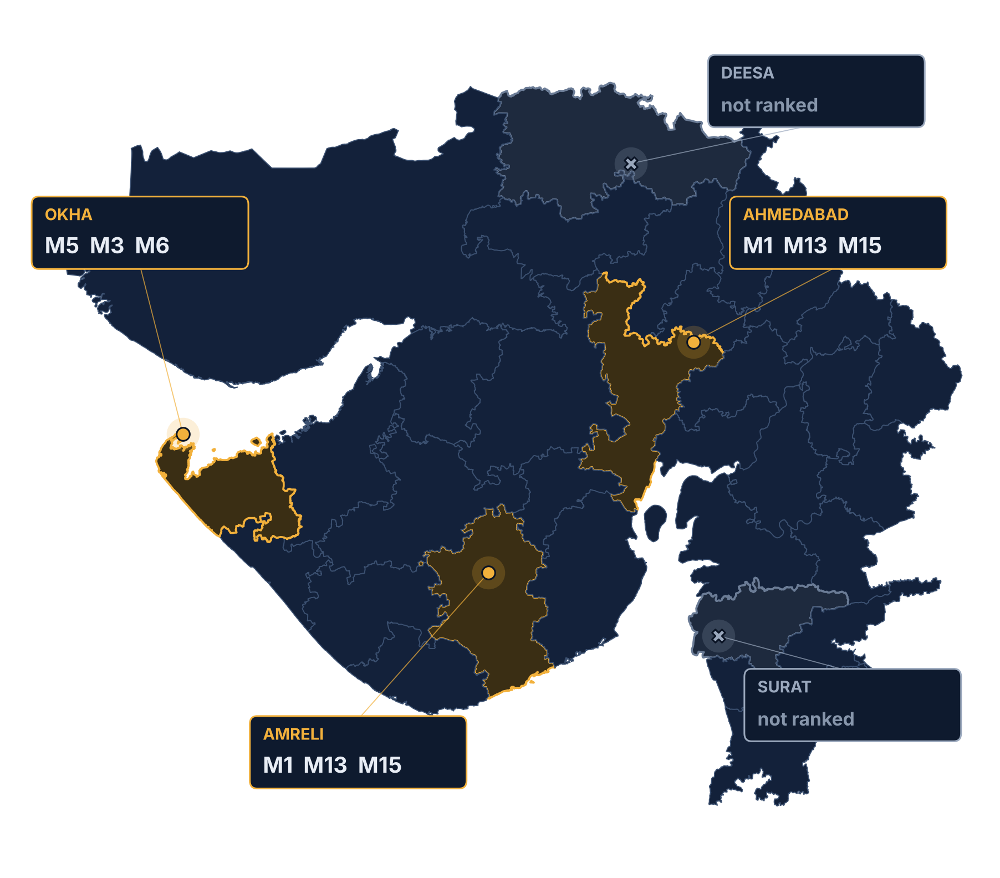 DEESA
not ranked
OKHA
M5 M3 M6
AHMEDABAD
M1 M13 M15
SURAT
not ranked
AMRELI
M1 M13 M15